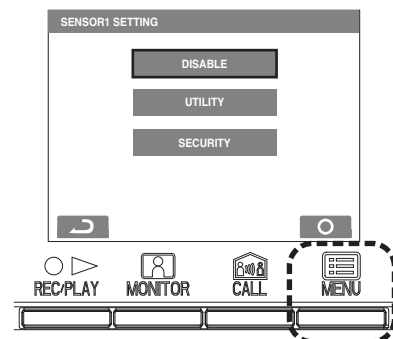 SENSOR1 SETTING
DISABLE
UTILITY
SECURITY
REC/PLAY MONITOR CALL MENU